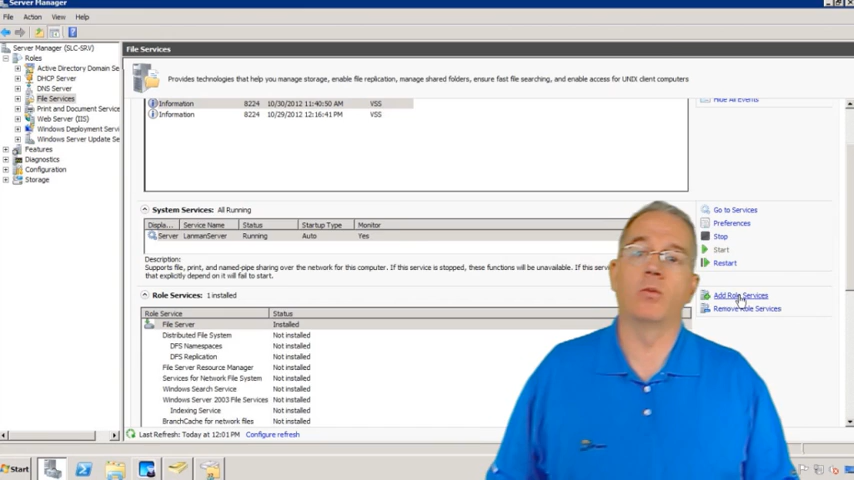 Server Manager
File Action View Help
Server Manager (SLC-SRV)
Roles
Active Directory Domain Se
DHCP Server
DNS Server
File Services
Print and Document Service
Web Server (IIS)
Windows Deployment Servi
Windows Server Update Se
Features
Diagnostics
Configuration
Storage
File Services
Provides technologies that help you manage storage, enable file replication, manage shared folders, ensure fast file searching, and enable access for UNIX client computers
Information 8224 10/30/2012 11:40:50 AM VSS
Information 8224 10/29/2012 12:16:41 PM VSS
Hide All Events
System Services: All Running
Displa... Service Name Status Startup Type Monitor
Server LanmanServer Running Auto Yes
Description:
Supports file, print, and named-pipe sharing over the network for this computer. If this service is stopped, these functions will be unavailable. If this
that explicitly depend on it will fail to start.
Go to Services
Preferences
Stop
Start
Restart
Role Services: 1 installed
Role Service Status
File Server Installed
Distributed File System Not installed
DFS Namespaces Not installed
DFS Replication Not installed
File Server Resource Manager Not installed
Services for Network File System Not installed
Windows Search Service Not installed
Windows Server 2003 File Services Not installed
Indexing Service Not installed
BranchCache for network files Not installed
Add Role Services
Remove Role Services
Last Refresh: Today at 12:01 PM Configure refresh
Start